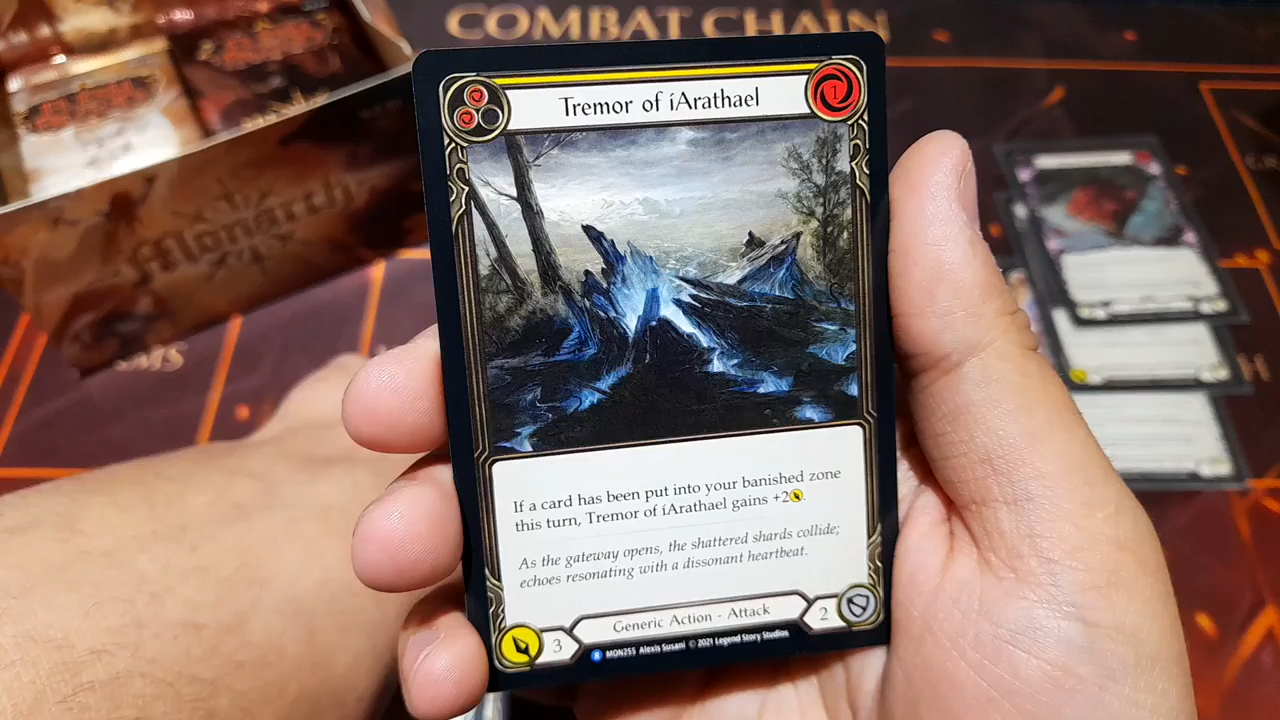 COMBAT CHAIN
Monarch
Tremor of íArathael
1
If a card has been put into your banished zone
this turn, Tremor of íArathael gains +2.
As the gateway opens, the shattered shards collide;
echoes resonating with a dissonant heartbeat.
Generic Action - Attack
3
2
R MON255 Alexis Susani © 2021 Legend Story Studios